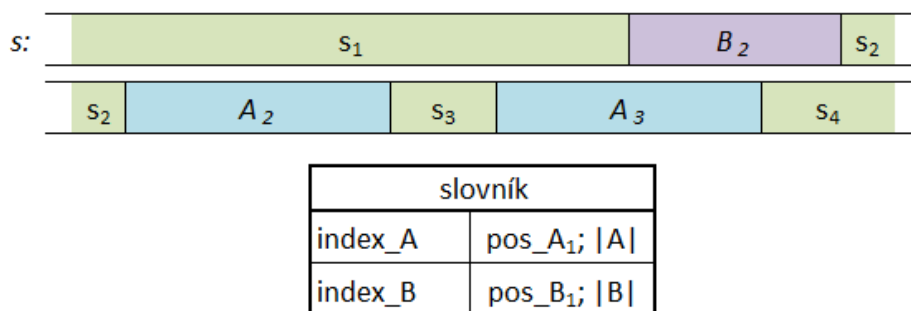 s: s₁ B₂ s₂
s₂ A₂ s₃ A₃ s₄
slovník
index_A pos_A₁; |A|
index_B pos_B₁; |B|